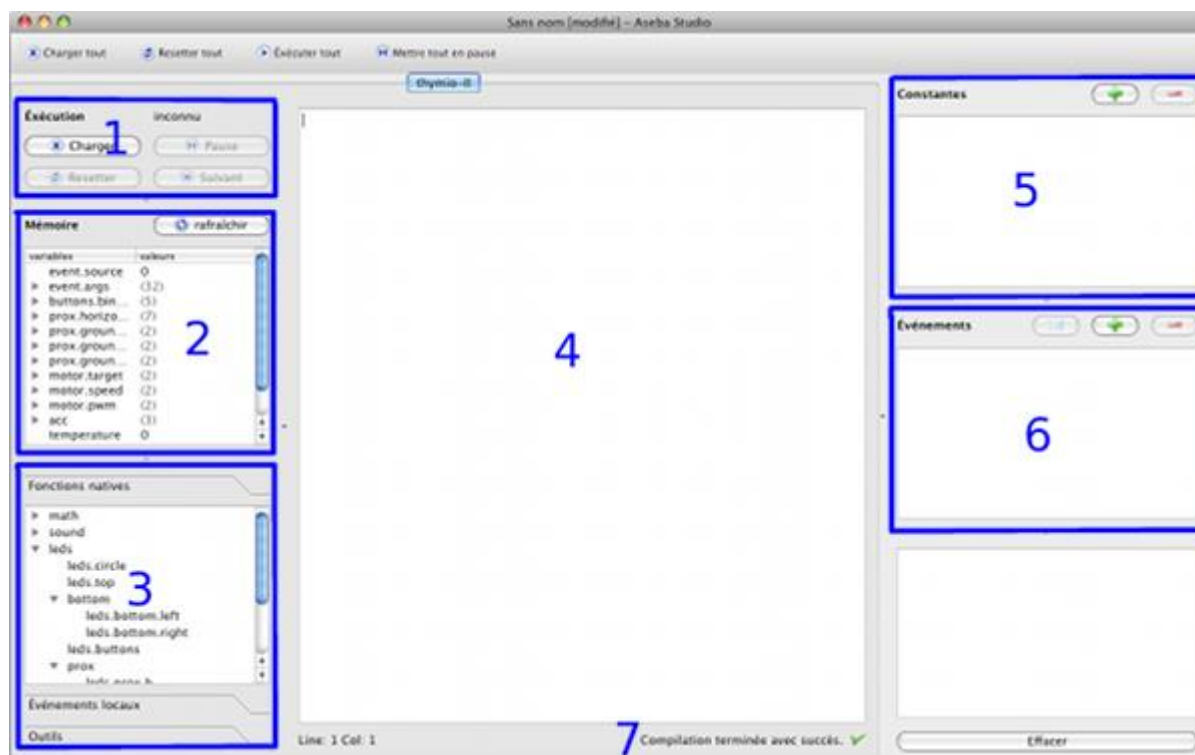 Sans nom [modifié] – Aseba Studio
Charger tout Resetter tout Exécuter tout Mettre tout en pause
thymio-II
Exécution inconnu
Charger Pause
Resetter Suivant
1
Mémoire rafraîchir
variables valeurs
event.source 0
event.args (32)
buttons.bin... (5)
prox.horizo... (7)
prox.groun... (2)
prox.groun... (2)
prox.groun... (2)
motor.target (2)
motor.speed (2)
motor.pwm (2)
acc (3)
temperature 0
2
Fonctions natives
math
sound
leds
leds.circle
leds.top
bottom
leds.bottom.left
leds.bottom.right
leds.buttons
prox
leds.prox.h
3
Événements locaux
Outils
4
Line: 1 Col: 1
7
Compilation terminée avec succès.
Constantes
5
Événements
6
Effacer